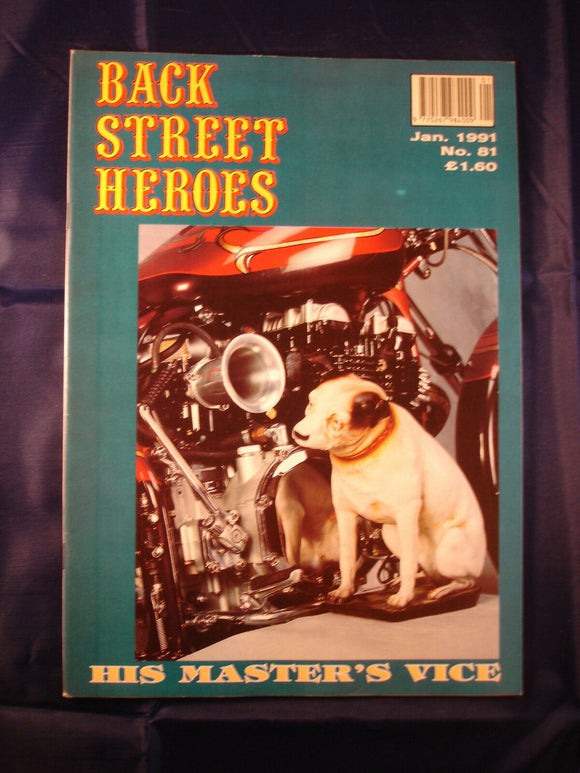 BACK
STREET
HEROES
Jan. 1991
No. 81
£1.60
HIS MASTER'S VICE